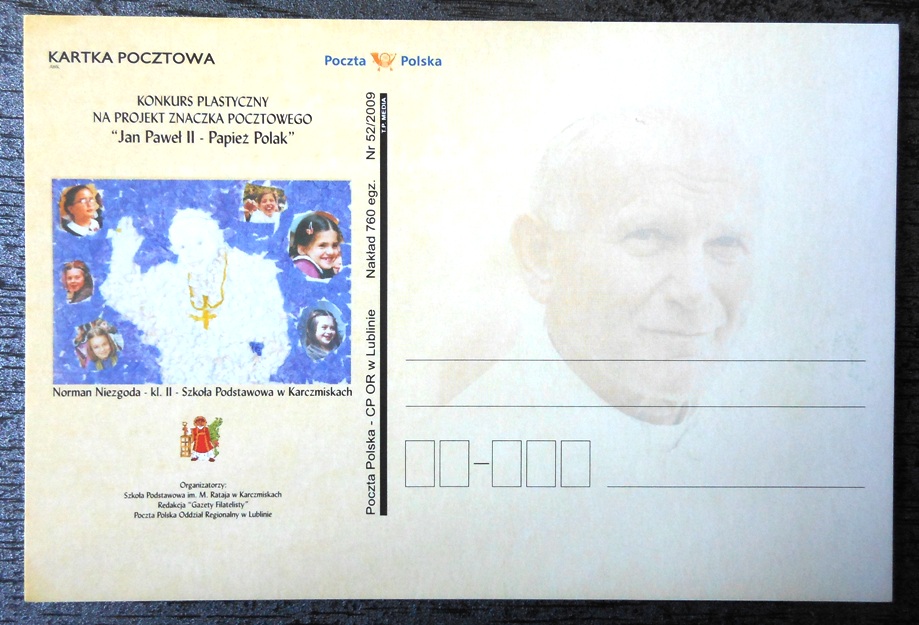 KARTKA POCZTOWA
Poczta Polska
KONKURS PLASTYCZNY
NA PROJEKT ZNACZKA POCZTOWEGO
“Jan Paweł II - Papież Polak”
Norman Niezgoda - kl. II - Szkoła Podstawowa w Karczmiskach
Organizatorzy:
Szkoła Podstawowa im. M. Rataja w Karczmiskach
Redakcja "Gazety Filatelisty"
Poczta Polska Oddział Regionalny w Lublinie
Poczta Polska - CP OR w Lublinie Nakład 760 egz. Nr 52/2009
T.P. MEDIA